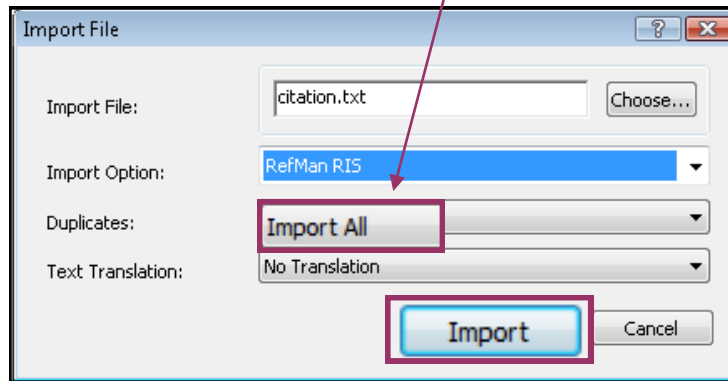 Import File
Import File: citation.txt Choose...
Import Option: RefMan RIS
Duplicates: Import All
Text Translation: No Translation
Import Cancel